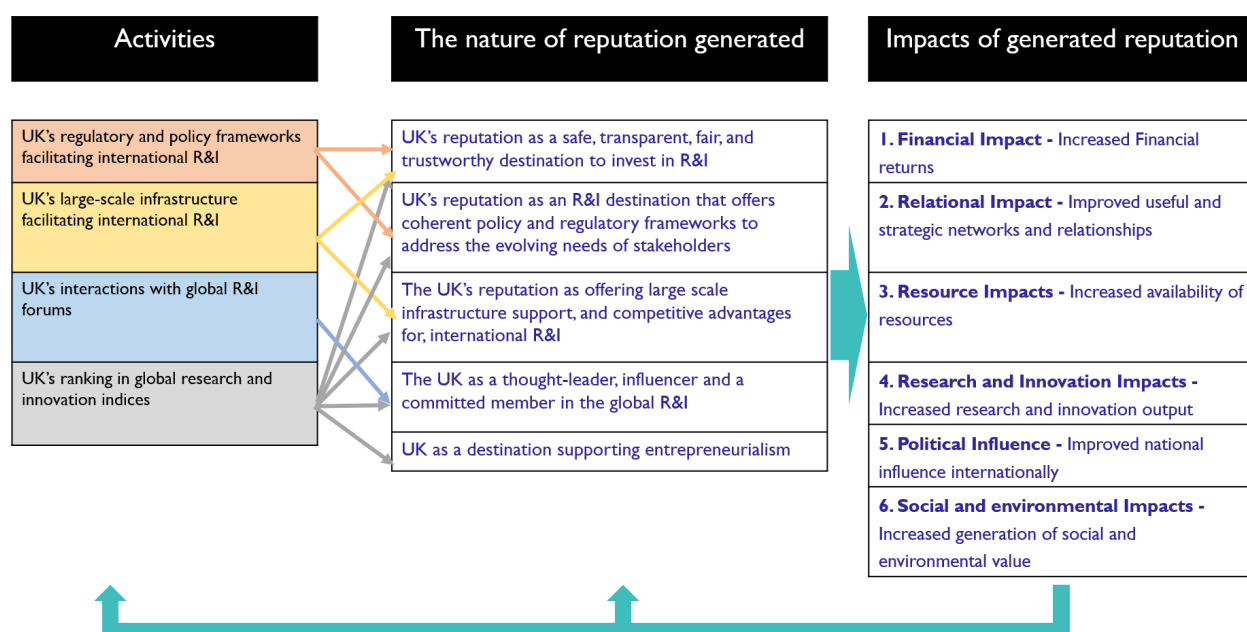 Activities
The nature of reputation generated
Impacts of generated reputation
UK's regulatory and policy frameworks
facilitating international R&I
UK's large-scale infrastructure
facilitating international R&I
UK's interactions with global R&I
forums
UK's ranking in global research and
innovation indices
UK's reputation as a safe, transparent, fair, and
trustworthy destination to invest in R&I
UK's reputation as an R&I destination that offers
coherent policy and regulatory frameworks to
address the evolving needs of stakeholders
The UK's reputation as offering large scale
infrastructure support, and competitive advantages
for, international R&I
The UK as a thought-leader, influencer and a
committed member in the global R&I
UK as a destination supporting entrepreneurialism
1. Financial Impact - Increased Financial
returns
2. Relational Impact - Improved useful and
strategic networks and relationships
3. Resource Impacts - Increased availability of
resources
4. Research and Innovation Impacts -
Increased research and innovation output
5. Political Influence - Improved national
influence internationally
6. Social and environmental Impacts -
Increased generation of social and
environmental value